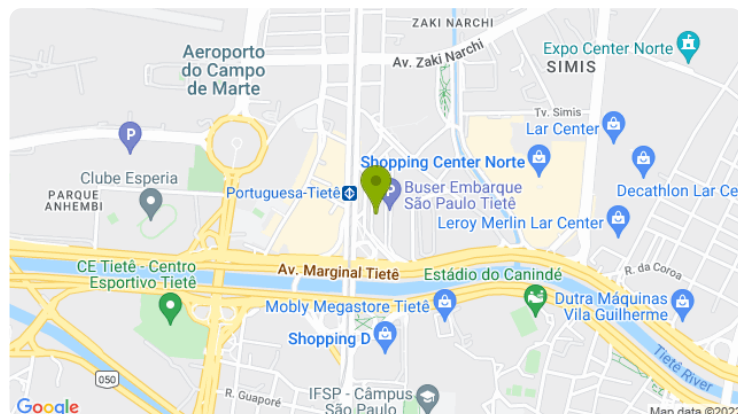 ZAKI NARCHI
Aeroporto
do Campo
de Marte
Av. Zaki Narchi
Expo Center Norte
SIMIS
Tv. Simis
Lar Center
Shopping Center Norte
Clube Esperia
Portuguesa-Tietê
Buser Embarque
São Paulo Tietê
Decathlon Lar Ce
PARQUE
ANHEMBI
Leroy Merlin Lar Center
CE Tietê - Centro
Esportivo Tietê
Av. Marginal Tietê
Estádio do Canindé
R. da Coroa
Mobly Megastore Tietê
Dutra Máquinas
Vila Guilherme
Shopping D
Tietê River
050
R. Guaporé
IFSP - Câmpus
São Paulo
Google
Map data ©202
P
P